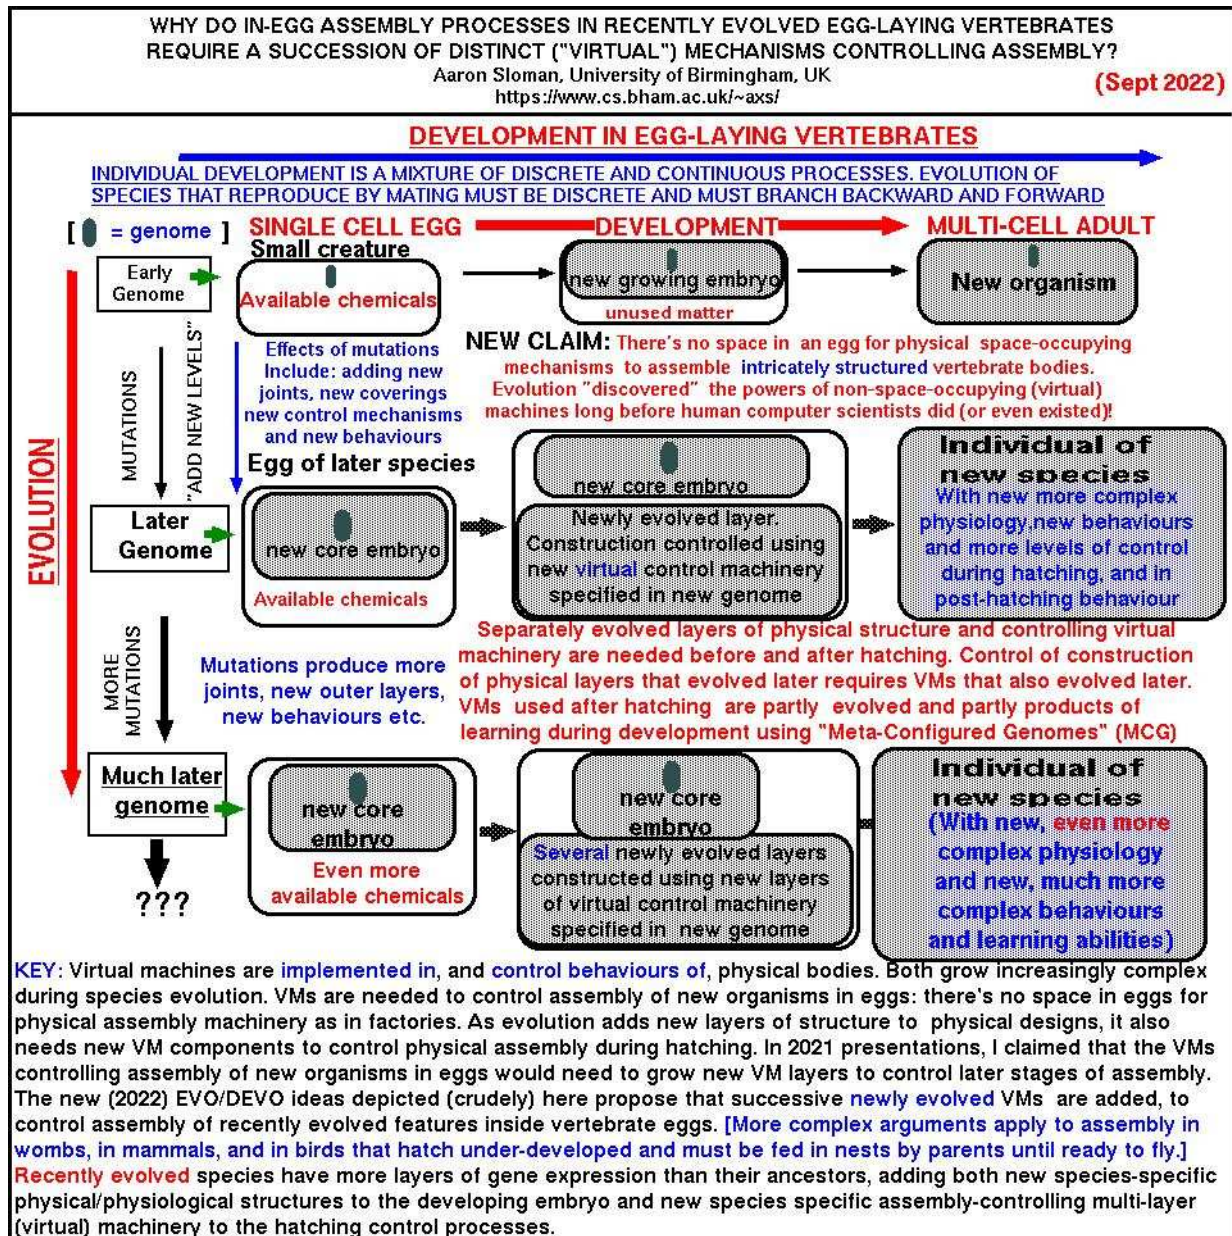 WHY DO IN-EGG ASSEMBLY PROCESSES IN RECENTLY EVOLVED EGG-LAYING VERTEBRATES
REQUIRE A SUCCESSION OF DISTINCT ("VIRTUAL") MECHANISMS CONTROLLING ASSEMBLY?
Aaron Sloman, University of Birmingham, UK
https://www.cs.bham.ac.uk/~axs/
(Sept 2022)
DEVELOPMENT IN EGG-LAYING VERTEBRATES
INDIVIDUAL DEVELOPMENT IS A MIXTURE OF DISCRETE AND CONTINUOUS PROCESSES. EVOLUTION OF
SPECIES THAT REPRODUCE BY MATING MUST BE DISCRETE AND MUST BRANCH BACKWARD AND FORWARD
[ = genome ]
SINGLE CELL EGG
DEVELOPMENT
MULTI-CELL ADULT
Small creature
Early
Genome
Available chemicals
new growing embryo
unused matter
New organism
EVOLUTION
MUTATIONS
"ADD NEW LEVELS"
Effects of mutations
Include: adding new
joints, new coverings
new control mechanisms
and new behaviours
NEW CLAIM: There's no space in an egg for physical space-occupying
mechanisms to assemble intricately structured vertebrate bodies.
Evolution "discovered" the powers of non-space-occupying (virtual)
machines long before human computer scientists did (or even existed)!
Egg of later species
Later
Genome
new core embryo
Available chemicals
new core embryo
Newly evolved layer.
Construction controlled using
new virtual control machinery
specified in new genome
Individual of
new species
With new more complex
physiology,new behaviours
and more levels of control
during hatching, and in
post-hatching behaviour
MORE
MUTATIONS
Mutations produce more
joints, new outer layers,
new behaviours etc.
Separately evolved layers of physical structure and controlling virtual
machinery are needed before and after hatching. Control of construction
of physical layers that evolved later requires VMs that also evolved later.
VMs used after hatching are partly evolved and partly products of
learning during development using "Meta-Configured Genomes" (MCG)
Much later
genome
???
new core
embryo
Even more
available chemicals
new core
embryo
Several newly evolved layers
constructed using new layers
of virtual control machinery
specified in new genome
Individual of
new species
(With new, even more
complex physiology
and new, much more
complex behaviours
and learning abilities)
KEY: Virtual machines are implemented in, and control behaviours of, physical bodies. Both grow increasingly complex
during species evolution. VMs are needed to control assembly of new organisms in eggs: there's no space in eggs for
physical assembly machinery as in factories. As evolution adds new layers of structure to physical designs, it also
needs new VM components to control physical assembly during hatching. In 2021 presentations, I claimed that the VMs
controlling assembly of new organisms in eggs would need to grow new VM layers to control later stages of assembly.
The new (2022) EVO/DEVO ideas depicted (crudely) here propose that successive newly evolved VMs are added, to
control assembly of recently evolved features inside vertebrate eggs. [More complex arguments apply to assembly in
wombs, in mammals, and in birds that hatch under-developed and must be fed in nests by parents until ready to fly.]
Recently evolved species have more layers of gene expression than their ancestors, adding both new species-specific
physical/physiological structures to the developing embryo and new species specific assembly-controlling multi-layer
(virtual) machinery to the hatching control processes.